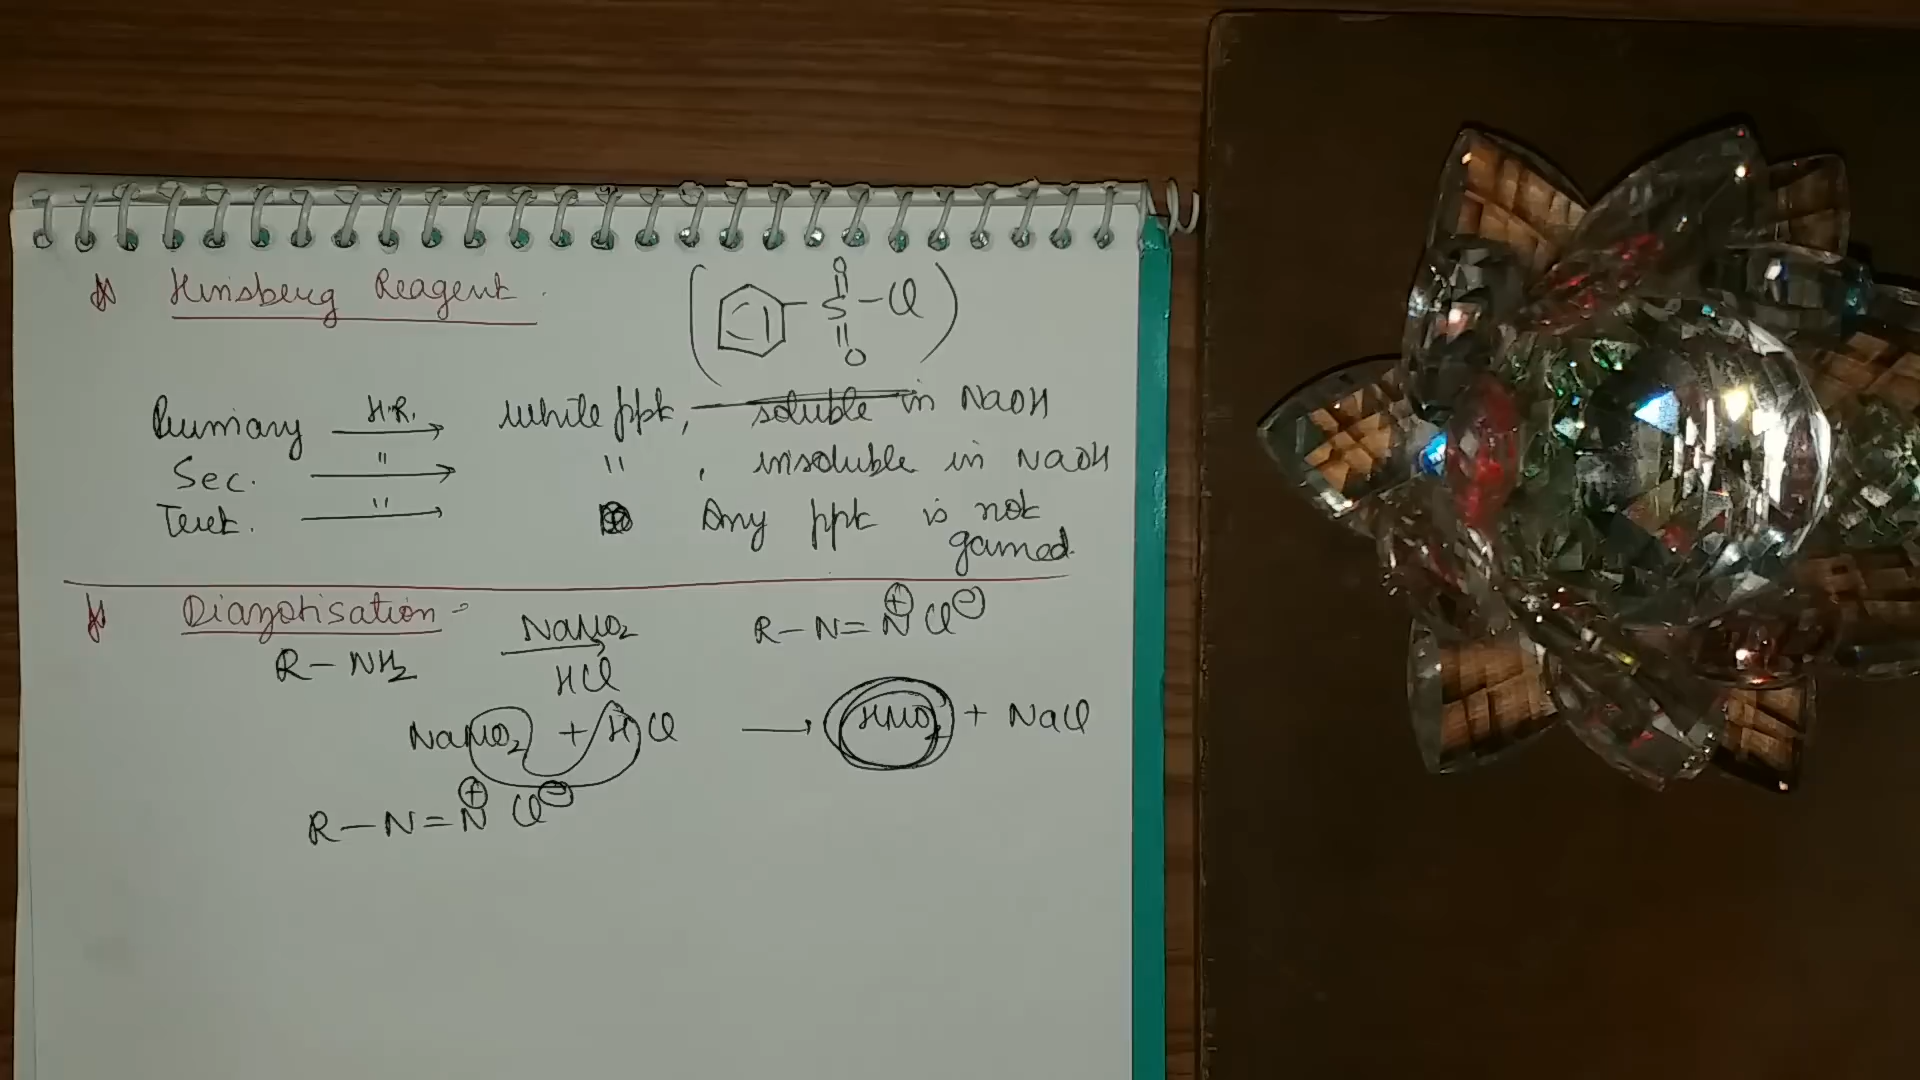 Hinsberg Reagent.
O
S-Cl
O
Primary H.R. White ppt, soluble in NaOH
Sec. " " , insoluble in NaOH
Tert. " Any ppt is not
gained.
Diazotisation -
R-NH2 NaNO2 HCl R-N=N⊕ Cl⊖
NaNO2 + HCl → HNO2 + NaCl
R-N=N⊕ Cl⊖